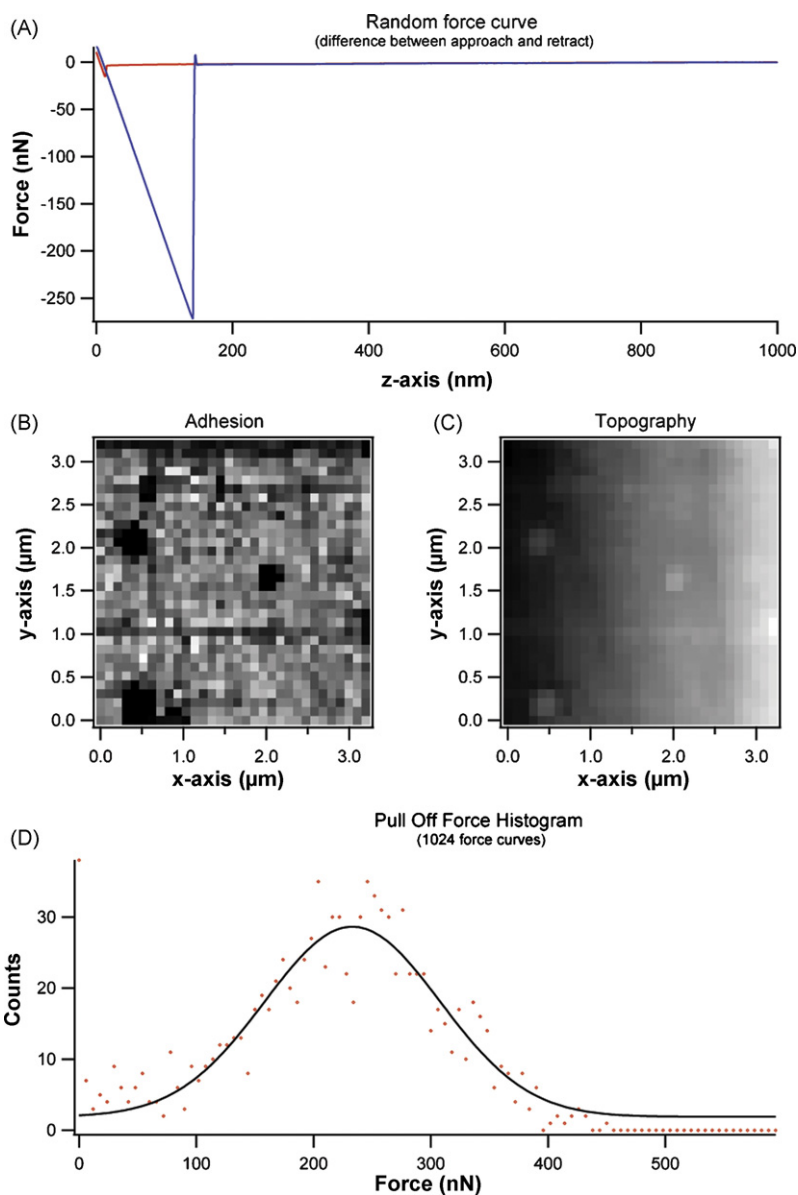 (A)
Random force curve
(difference between approach and retract)
0
-50
-100
-150
-200
-250
Force (nN)
0 200 400 600 800 1000
z-axis (nm)
(B)
Adhesion
3.0
2.5
2.0
1.5
1.0
0.5
0.0
y-axis (µm)
0.0 1.0 2.0 3.0
x-axis (µm)
(C)
Topography
3.0
2.5
2.0
1.5
1.0
0.5
0.0
y-axis (µm)
0.0 1.0 2.0 3.0
x-axis (µm)
(D)
Pull Off Force Histogram
(1024 force curves)
30
20
10
0
Counts
0 100 200 300 400 500
Force (nN)